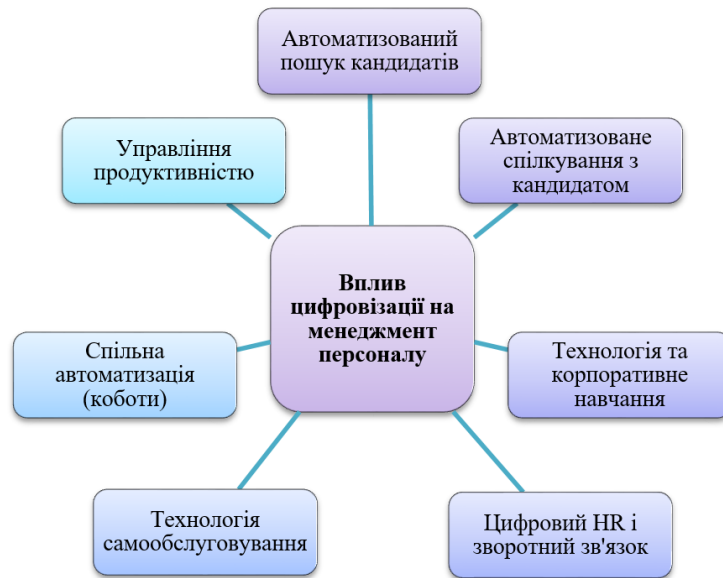 Автоматизований
пошук кандидатів
Управління
продуктивністю
Автоматизоване
спілкування з
кандидатом
Вплив
цифровізації на
менеджмент
персоналу
Спільна
автоматизація
(коботи)
Технологія та
корпоративне
навчання
Технологія
самообслуговування
Цифровий HR і
зворотний зв'язок